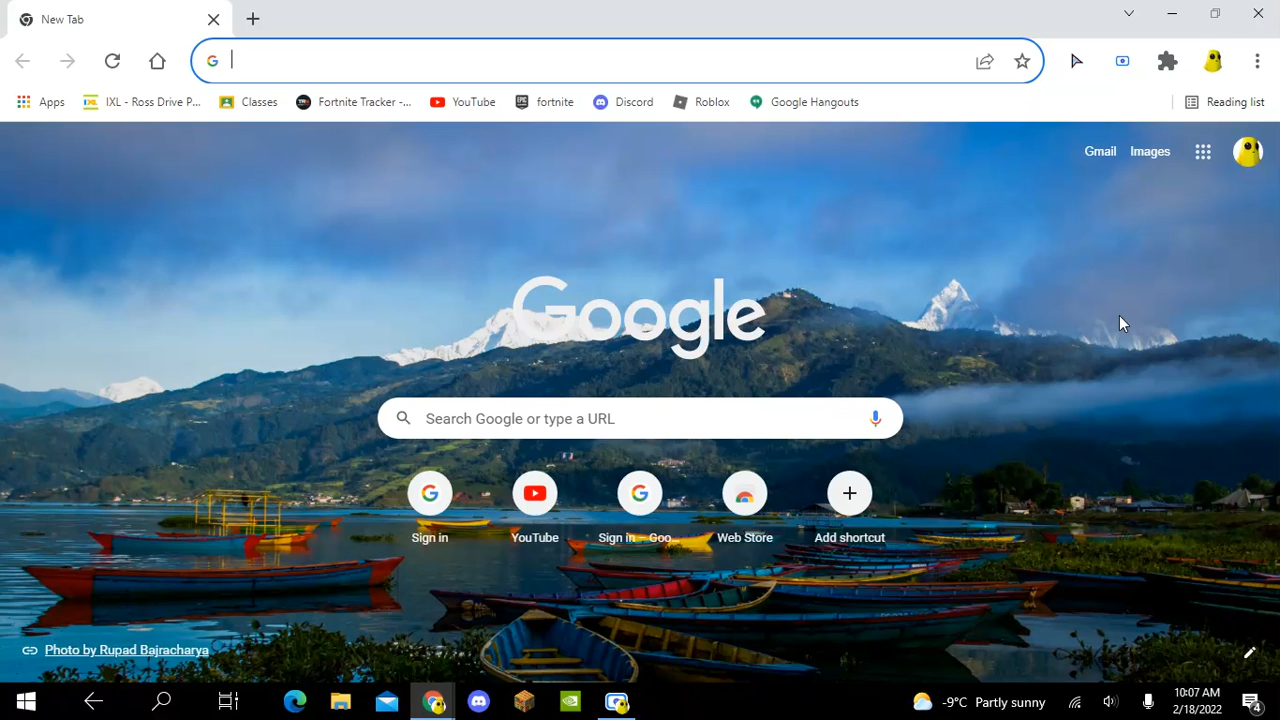 New Tab
Apps
IXL - Ross Drive P...
Classes
Fortnite Tracker -...
YouTube
fortnite
Discord
Roblox
Google Hangouts
Reading list
Gmail
Images
Google
Search Google or type a URL
Sign in
YouTube
Sign in – Goo...
Web Store
Add shortcut
Photo by Rupad Bajracharya
-9°C Partly sunny
10:07 AM
2/18/2022
4